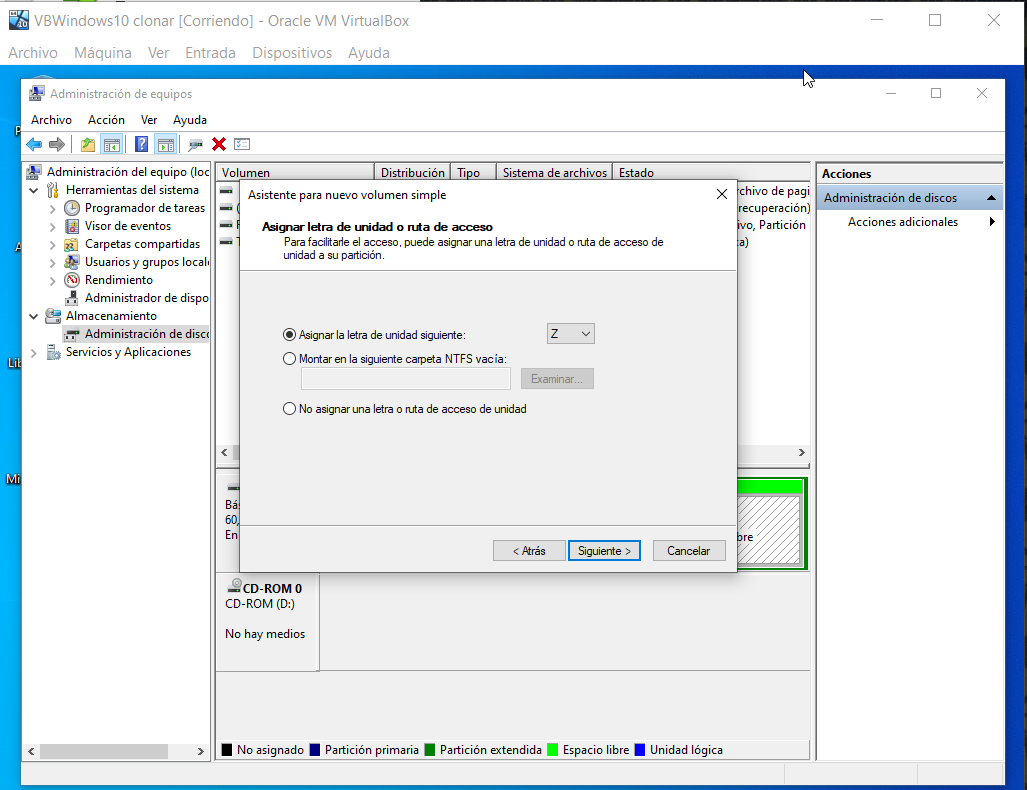 VBWindows10 clonar [Corriendo] - Oracle VM VirtualBox
Archivo Máquina Ver Entrada Dispositivos Ayuda
Administración de equipos
Archivo Acción Ver Ayuda
Administración del equipo (loc
Herramientas del sistema
Programador de tareas
Visor de eventos
Carpetas compartidas
Usuarios y grupos locale
Rendimiento
Administrador de dispo
Almacenamiento
Administración de disco
Servicios y Aplicaciones
Volumen Distribución Tipo Sistema de archivos Estado
rchivo de pagi
recuperación)
ivo, Partición
Asistente para nuevo volumen simple
Asignar letra de unidad o ruta de acceso
Para facilitarle el acceso, puede asignar una letra de unidad o ruta de acceso de
unidad a su partición.
Asignar la letra de unidad siguiente: Z
Montar en la siguiente carpeta NTFS vacía:
Examinar...
No asignar una letra o ruta de acceso de unidad
< Atrás Siguiente > Cancelar
Bás
60,
En
bre
CD-ROM 0
CD-ROM (D:)
No hay medios
No asignado Partición primaria Partición extendida Espacio libre Unidad lógica
Acciones
Administración de discos
Acciones adicionales
Lib
Mi